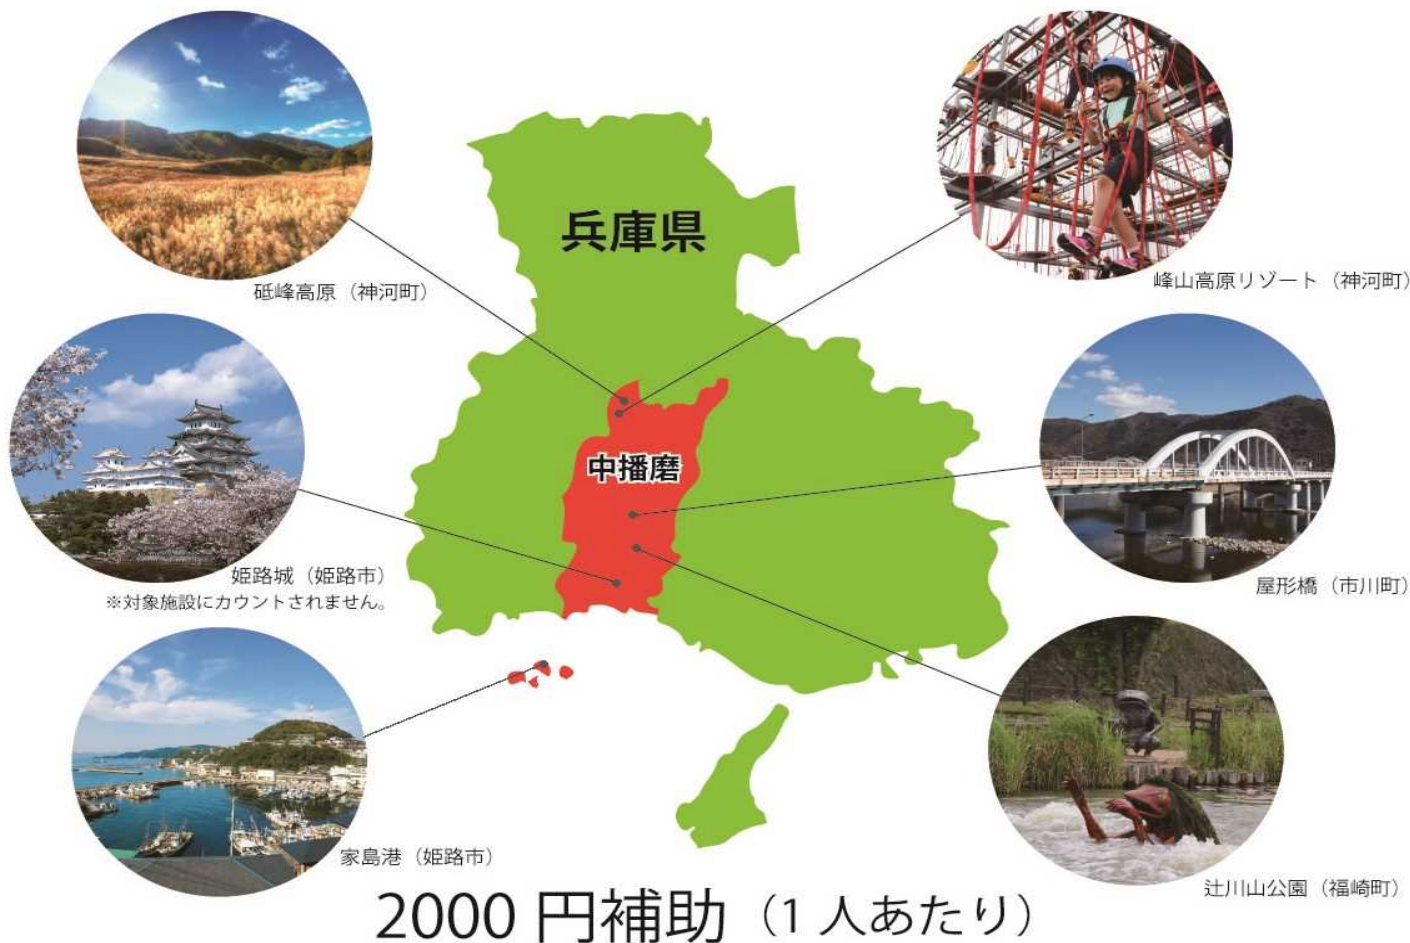 兵庫県
砥峰高原（神河町）
峰山高原リゾート（神河町）
中播磨
姫路城（姫路市）
※対象施設にカウントされません。
屋形橋（市川町）
家島港（姫路市）
辻川山公園（福崎町）
2000 円補助（1 人あたり）